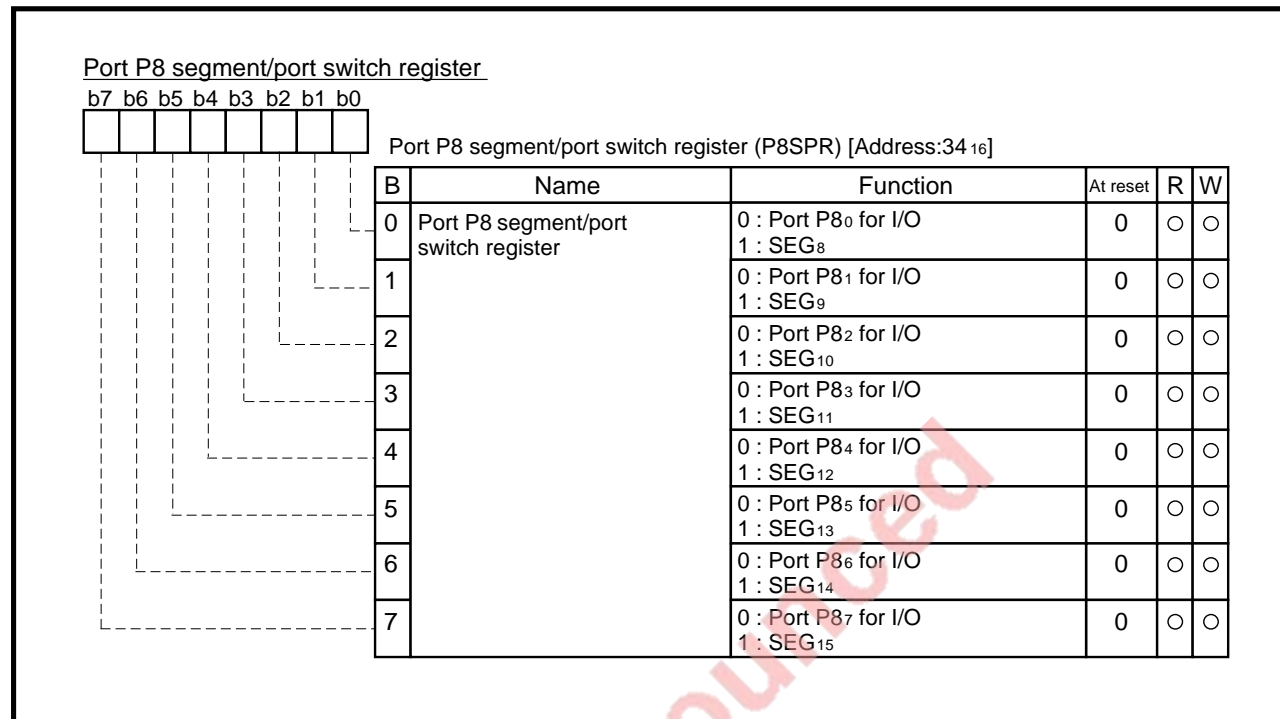 Port P8 segment/port switch register
b7 b6 b5 b4 b3 b2 b1 b0
Port P8 segment/port switch register (P8SPR) [Address:34 16]
B Name Function At reset R W
0 Port P8 segment/port switch register 0 : Port P80 for I/O 0 ○ ○
1 : SEG8
1 0 : Port P81 for I/O 0 ○ ○
1 : SEG9
2 0 : Port P82 for I/O 0 ○ ○
1 : SEG10
3 0 : Port P83 for I/O 0 ○ ○
1 : SEG11
4 0 : Port P84 for I/O 0 ○ ○
1 : SEG12
5 0 : Port P85 for I/O 0 ○ ○
1 : SEG13
6 0 : Port P86 for I/O 0 ○ ○
1 : SEG14
7 0 : Port P87 for I/O 0 ○ ○
1 : SEG15